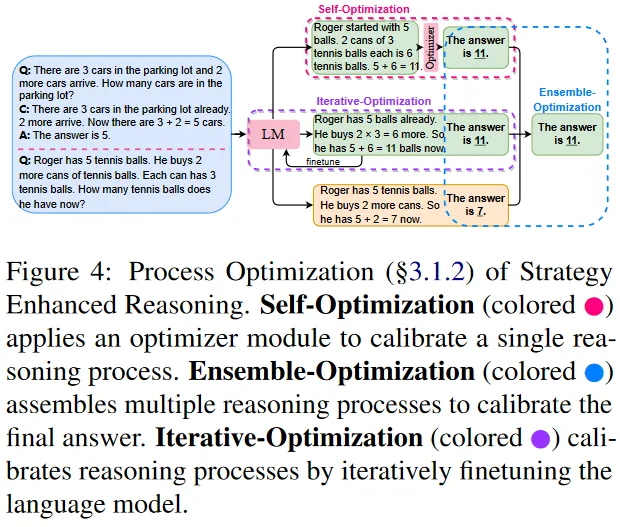 Self-Optimization
Roger started with 5
balls. 2 cans of 3
tennis balls each is 6
tennis balls. 5 + 6 = 11.
Optimizer
The answer
is 11.
Q: There are 3 cars in the parking lot and 2
more cars arrive. How many cars are in the
parking lot?
C: There are 3 cars in the parking lot already.
2 more arrive. Now there are 3 + 2 = 5 cars.
A: The answer is 5.
Q: Roger has 5 tennis balls. He buys 2
more cans of tennis balls. Each can has 3
tennis balls. How many tennis balls does
he have now?
LM
finetune
Iterative-Optimization
Roger has 5 balls already.
He buys 2 × 3 = 6 more. So
he has 5 + 6 = 11 balls now.
The answer
is 11.
Roger has 5 tennis balls.
He buys 2 more cans. So
he has 5 + 2 = 7 now.
The answer
is 7.
Ensemble-
Optimization
The answer
is 11.
Figure 4: Process Optimization (§3.1.2) of Strategy
Enhanced Reasoning. Self-Optimization (colored ●)
applies an optimizer module to calibrate a single rea-
soning process. Ensemble-Optimization (colored ●)
assembles multiple reasoning processes to calibrate the
final answer. Iterative-Optimization (colored ●) cali-
brates reasoning processes by iteratively finetuning the
language model.